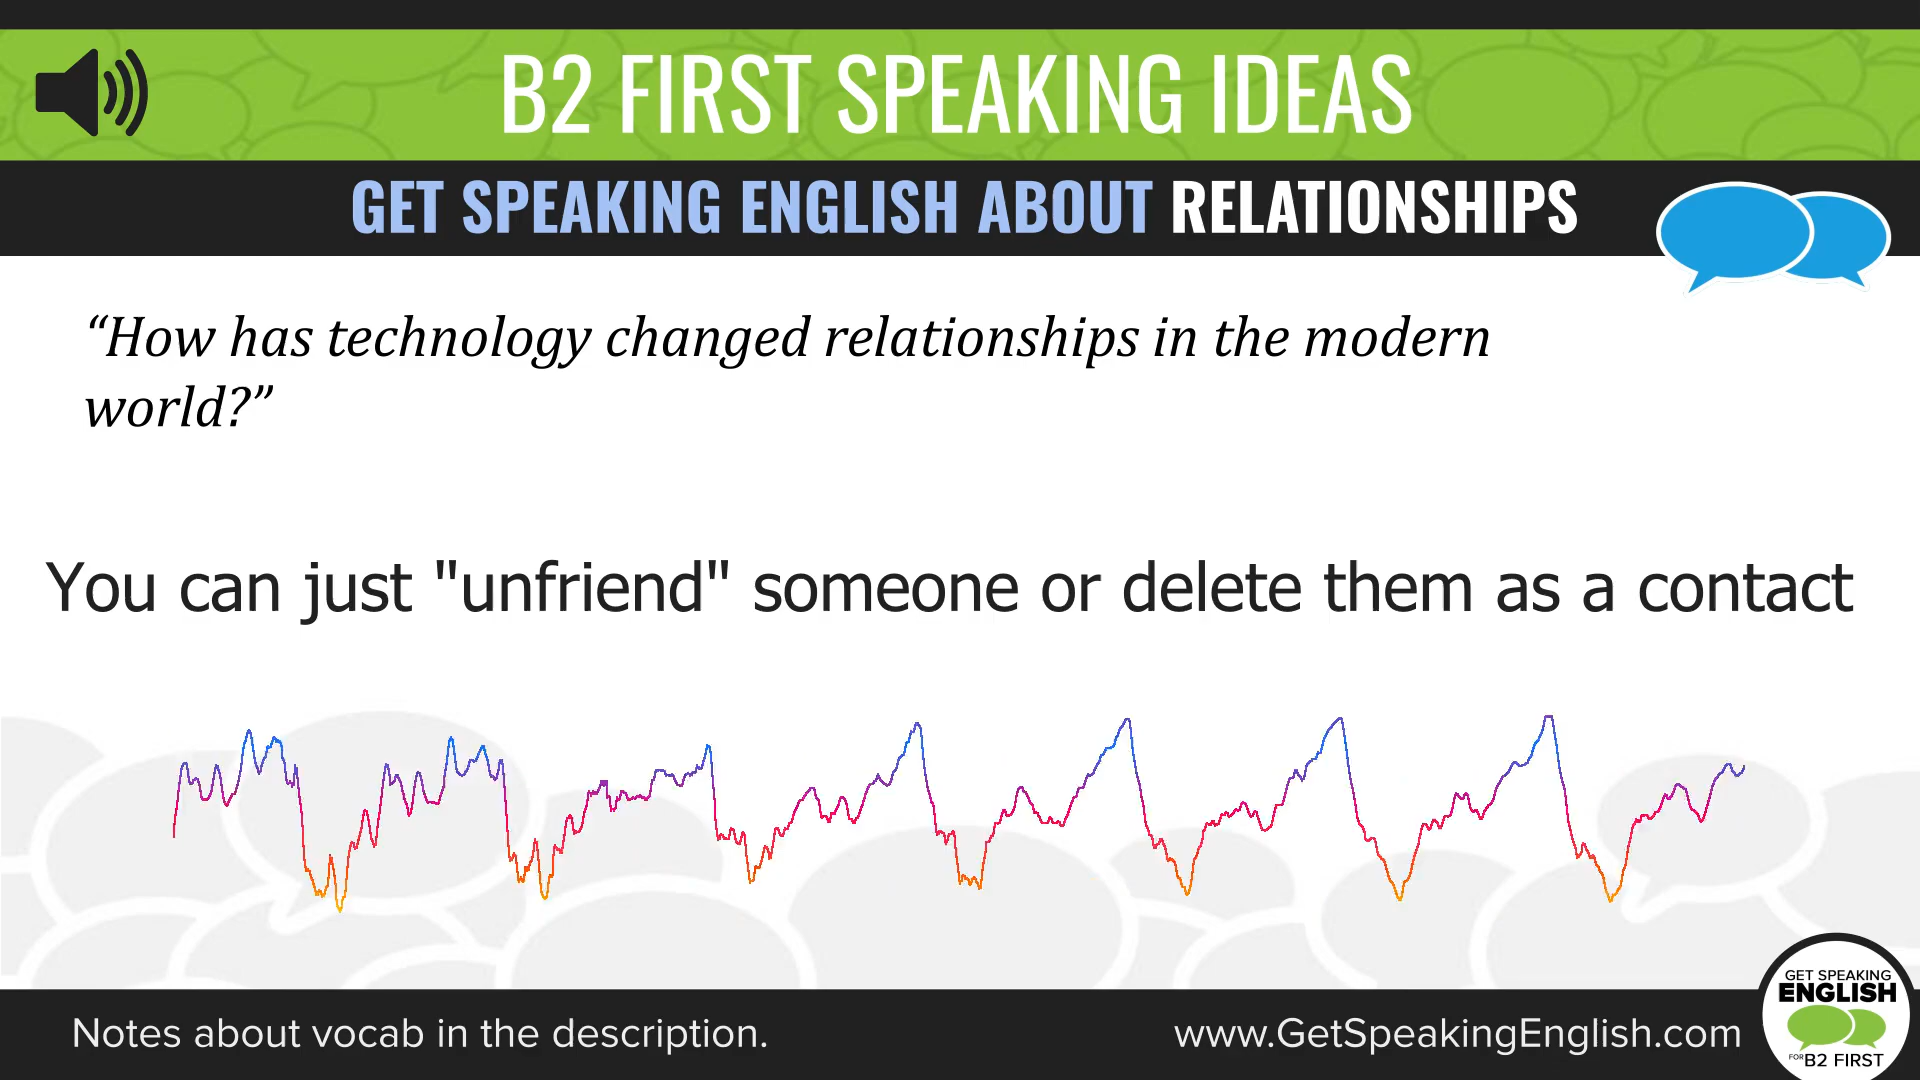 B2 FIRST SPEAKING IDEAS
GET SPEAKING ENGLISH ABOUT RELATIONSHIPS
“How has technology changed relationships in the modern
world?”
You can just "unfriend" someone or delete them as a contact
Notes about vocab in the description.
www.GetSpeakingEnglish.com
GET SPEAKING
ENGLISH
FOR B2 FIRST